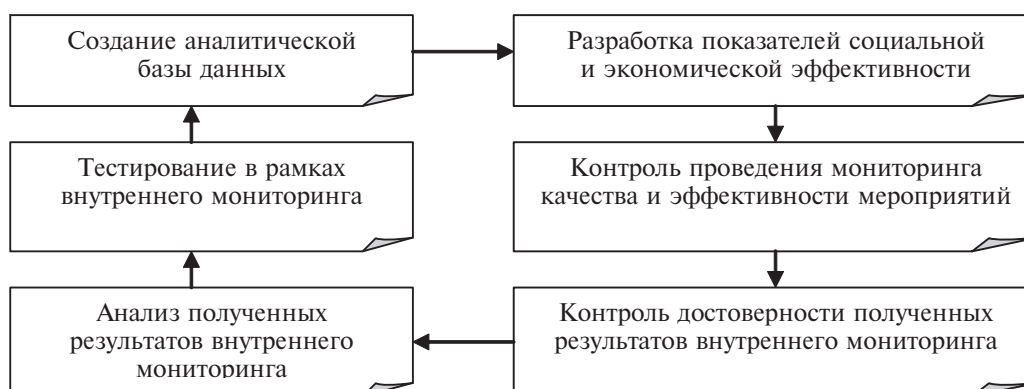 Создание аналитической
базы данных
Разработка показателей социальной
и экономической эффективности
Тестирование в рамках
внутреннего мониторинга
Контроль проведения мониторинга
качества и эффективности мероприятий
Анализ полученных
результатов внутреннего
мониторинга
Контроль достоверности полученных
результатов внутреннего мониторинга